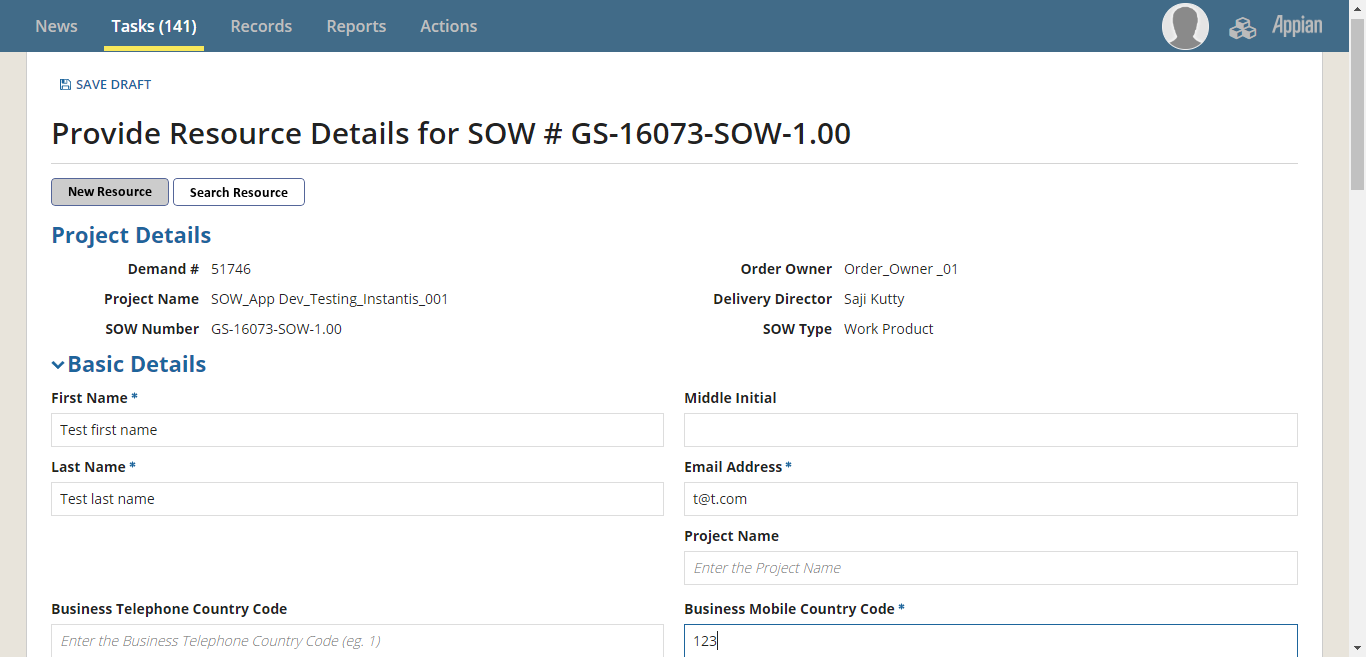 News Tasks (141) Records Reports Actions Appian
SAVE DRAFT
Provide Resource Details for SOW # GS-16073-SOW-1.00
New Resource Search Resource
Project Details
Demand # 51746 Order Owner Order_Owner _01
Project Name SOW_App Dev_Testing_Instantis_001 Delivery Director Saji Kutty
SOW Number GS-16073-SOW-1.00 SOW Type Work Product
Basic Details
First Name * Middle Initial
Test first name
Last Name * Email Address *
Test last name t@t.com
Project Name
Enter the Project Name
Business Telephone Country Code Business Mobile Country Code *
Enter the Business Telephone Country Code (eg. 1) 123